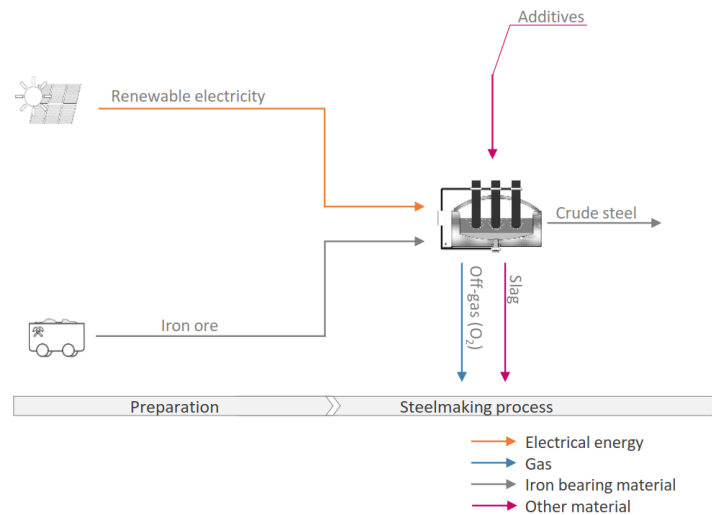 Additives
Renewable electricity
Crude steel
Iron ore
Off-gas (O₂)
Slag
Preparation
Steelmaking process
Electrical energy
Gas
Iron bearing material
Other material